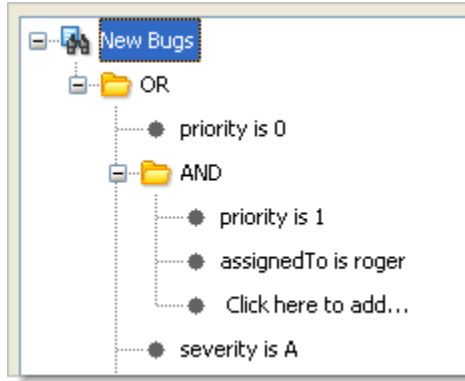 New Bugs
OR
priority is 0
AND
priority is 1
assignedTo is roger
Click here to add...
severity is A